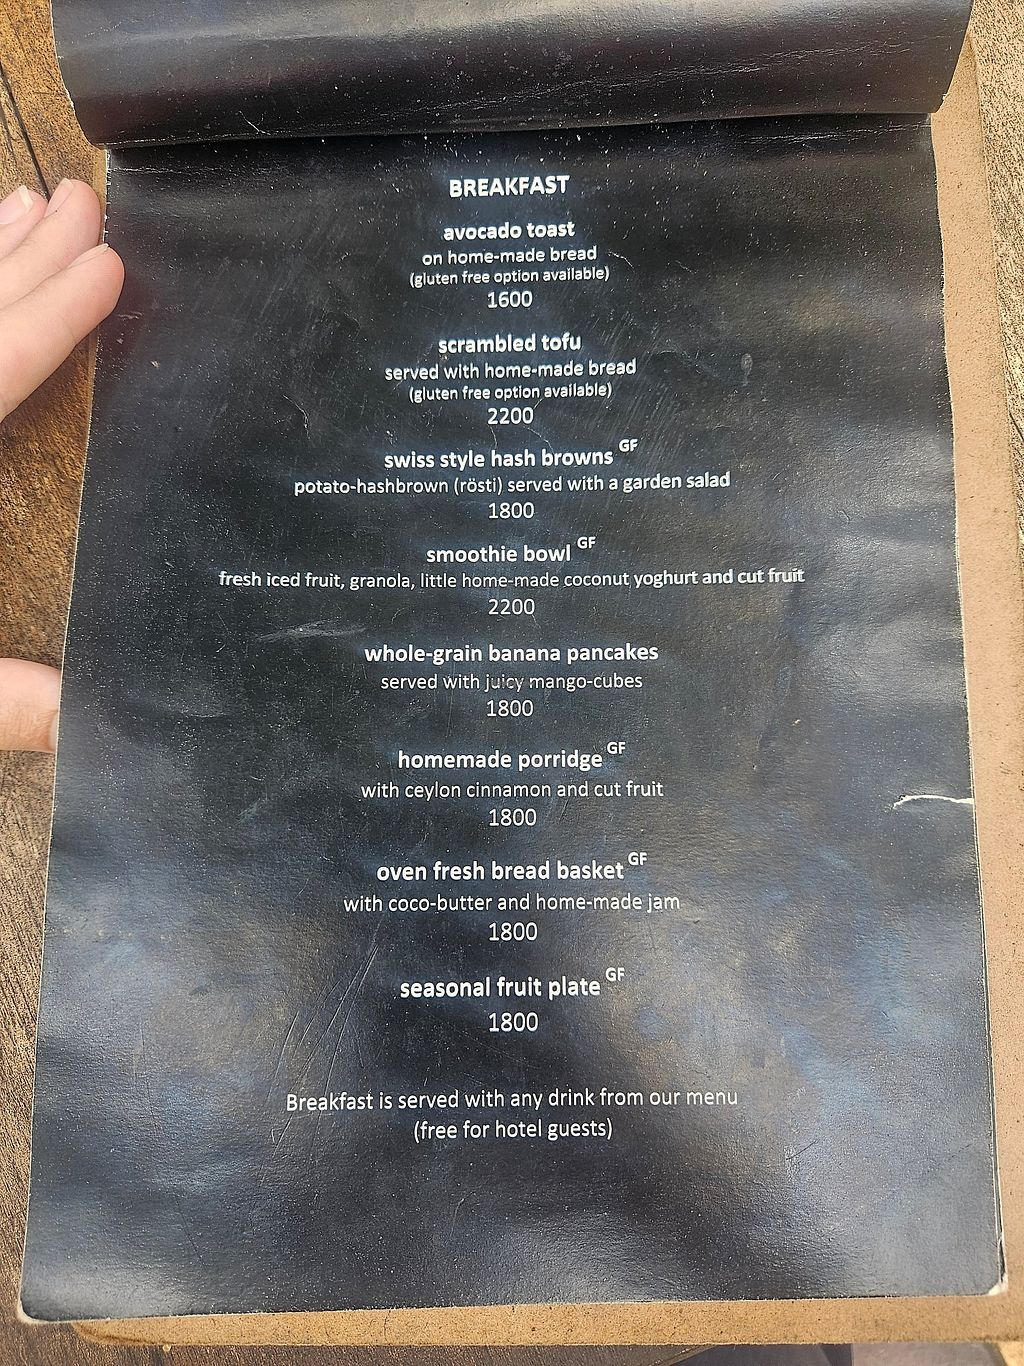 BREAKFAST
avocado toast
on home-made bread
(gluten free option available)
1600
scrambled tofu
served with home-made bread
(gluten free option available)
2200
swiss style hash browns GF
potato-hashbrown (rösti) served with a garden salad
1800
smoothie bowl GF
fresh iced fruit, granola, little home-made coconut yoghurt and cut fruit
2200
whole-grain banana pancakes
served with juicy mango-cubes
1800
homemade porridge GF
with ceylon cinnamon and cut fruit
1800
oven fresh bread basket GF
with coco-butter and home-made jam
1800
seasonal fruit plate GF
1800
Breakfast is served with any drink from our menu
(free for hotel guests)